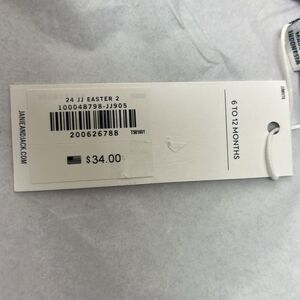 24 JJ EASTER 2
100048798-JJ905
200626788
$34.00
JANIEANDJACK.COM
6 TO 12 MONTHS